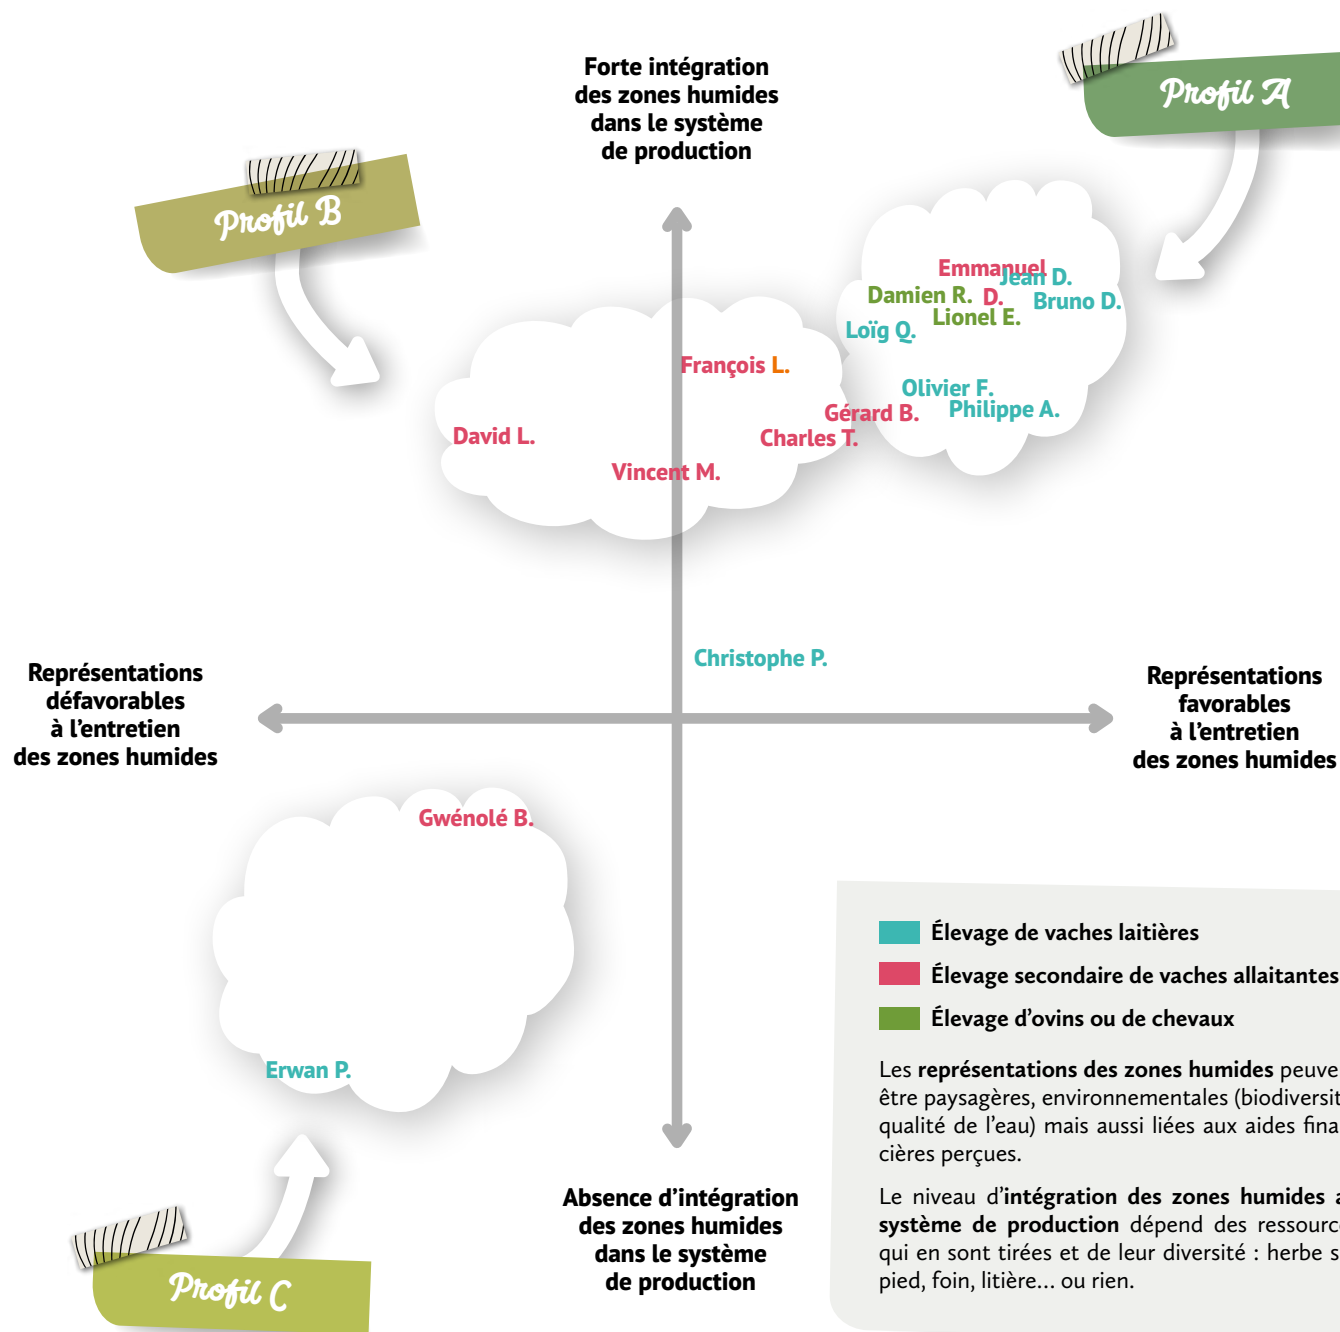 Forte intégration
des zones humides
dans le système
de production
Profil A
Profil B
Emmanuel
D.
Jean D.
Damien R.
Bruno D.
Lionel E.
Loïg Q.
François L.
Olivier F.
Philippe A.
Gérard B.
David L.
Charles T.
Vincent M.
Christophe P.
Représentations
défavorables
à l’entretien
des zones humides
Représentations
favorables
à l’entretien
des zones humides
Gwénolé B.
Erwan P.
Élevage de vaches laitières
Élevage secondaire de vaches allaitantes
Élevage d’ovins ou de chevaux
Les représentations des zones humides
être paysagères, environnementales
qualité de l’eau) mais aussi liées aux aides
cières perçues.
Le niveau d’intégration des zones humides
système de production dépend des
qui en sont tirées et de leur diversité : herbe
pied, foin, litière... ou rien.
Absence d’intégration
des zones humides
dans le système
de production
Profil C